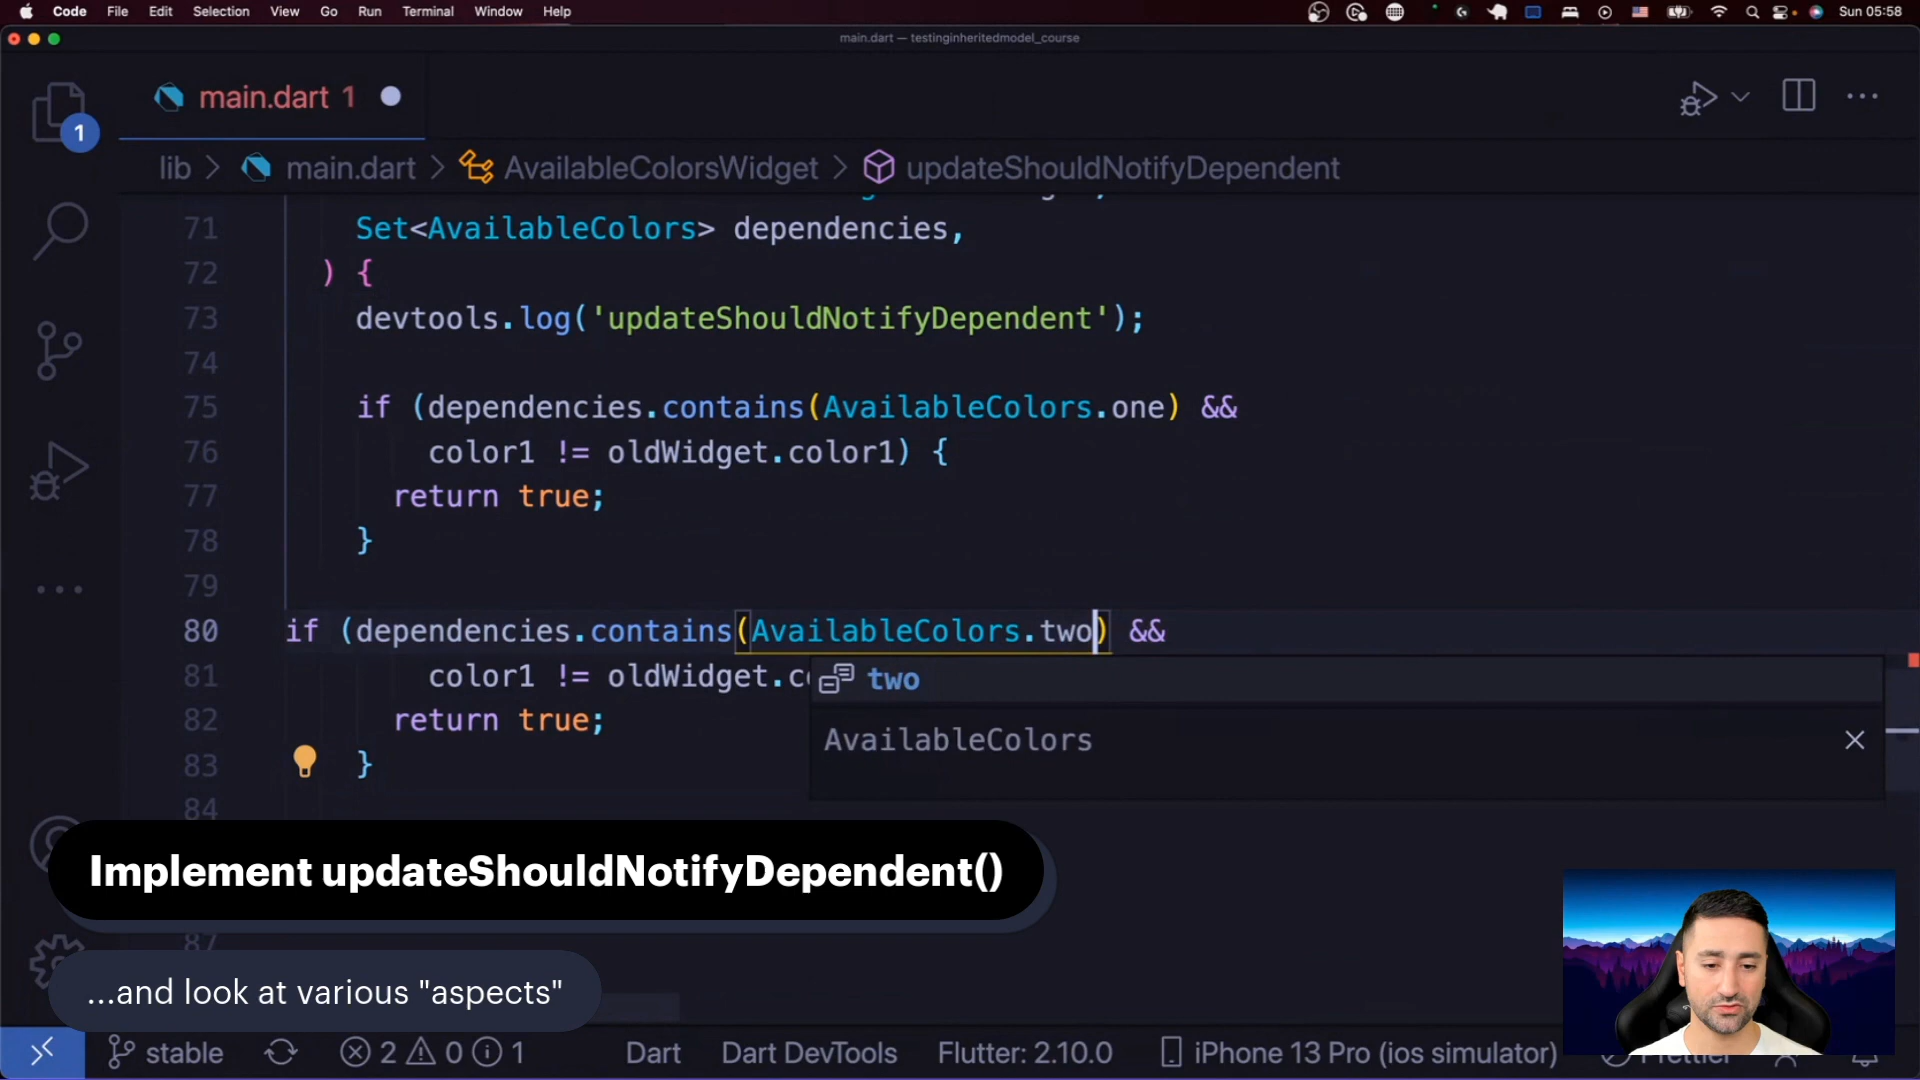 Code File Edit Selection View Go Run Terminal Window Help Sun 05:58
main.dart — testinginheritedmodel_course
main.dart 1
1
lib > main.dart > AvailableColorsWidget > updateShouldNotifyDependent
71 Set<AvailableColors> dependencies,
72 ) {
73 devtools.log('updateShouldNotifyDependent');
74
75 if (dependencies.contains(AvailableColors.one) &&
76 color1 != oldWidget.color1) {
77 return true;
78 }
79
80 if (dependencies.contains(AvailableColors.two) &&
81 color1 != oldWidget.c
two
82 return true;
AvailableColors
83 }
84
Implement updateShouldNotifyDependent()
87
...and look at various "aspects"
stable 2 0 1 Dart Dart DevTools Flutter: 2.10.0 iPhone 13 Pro (ios simulator)